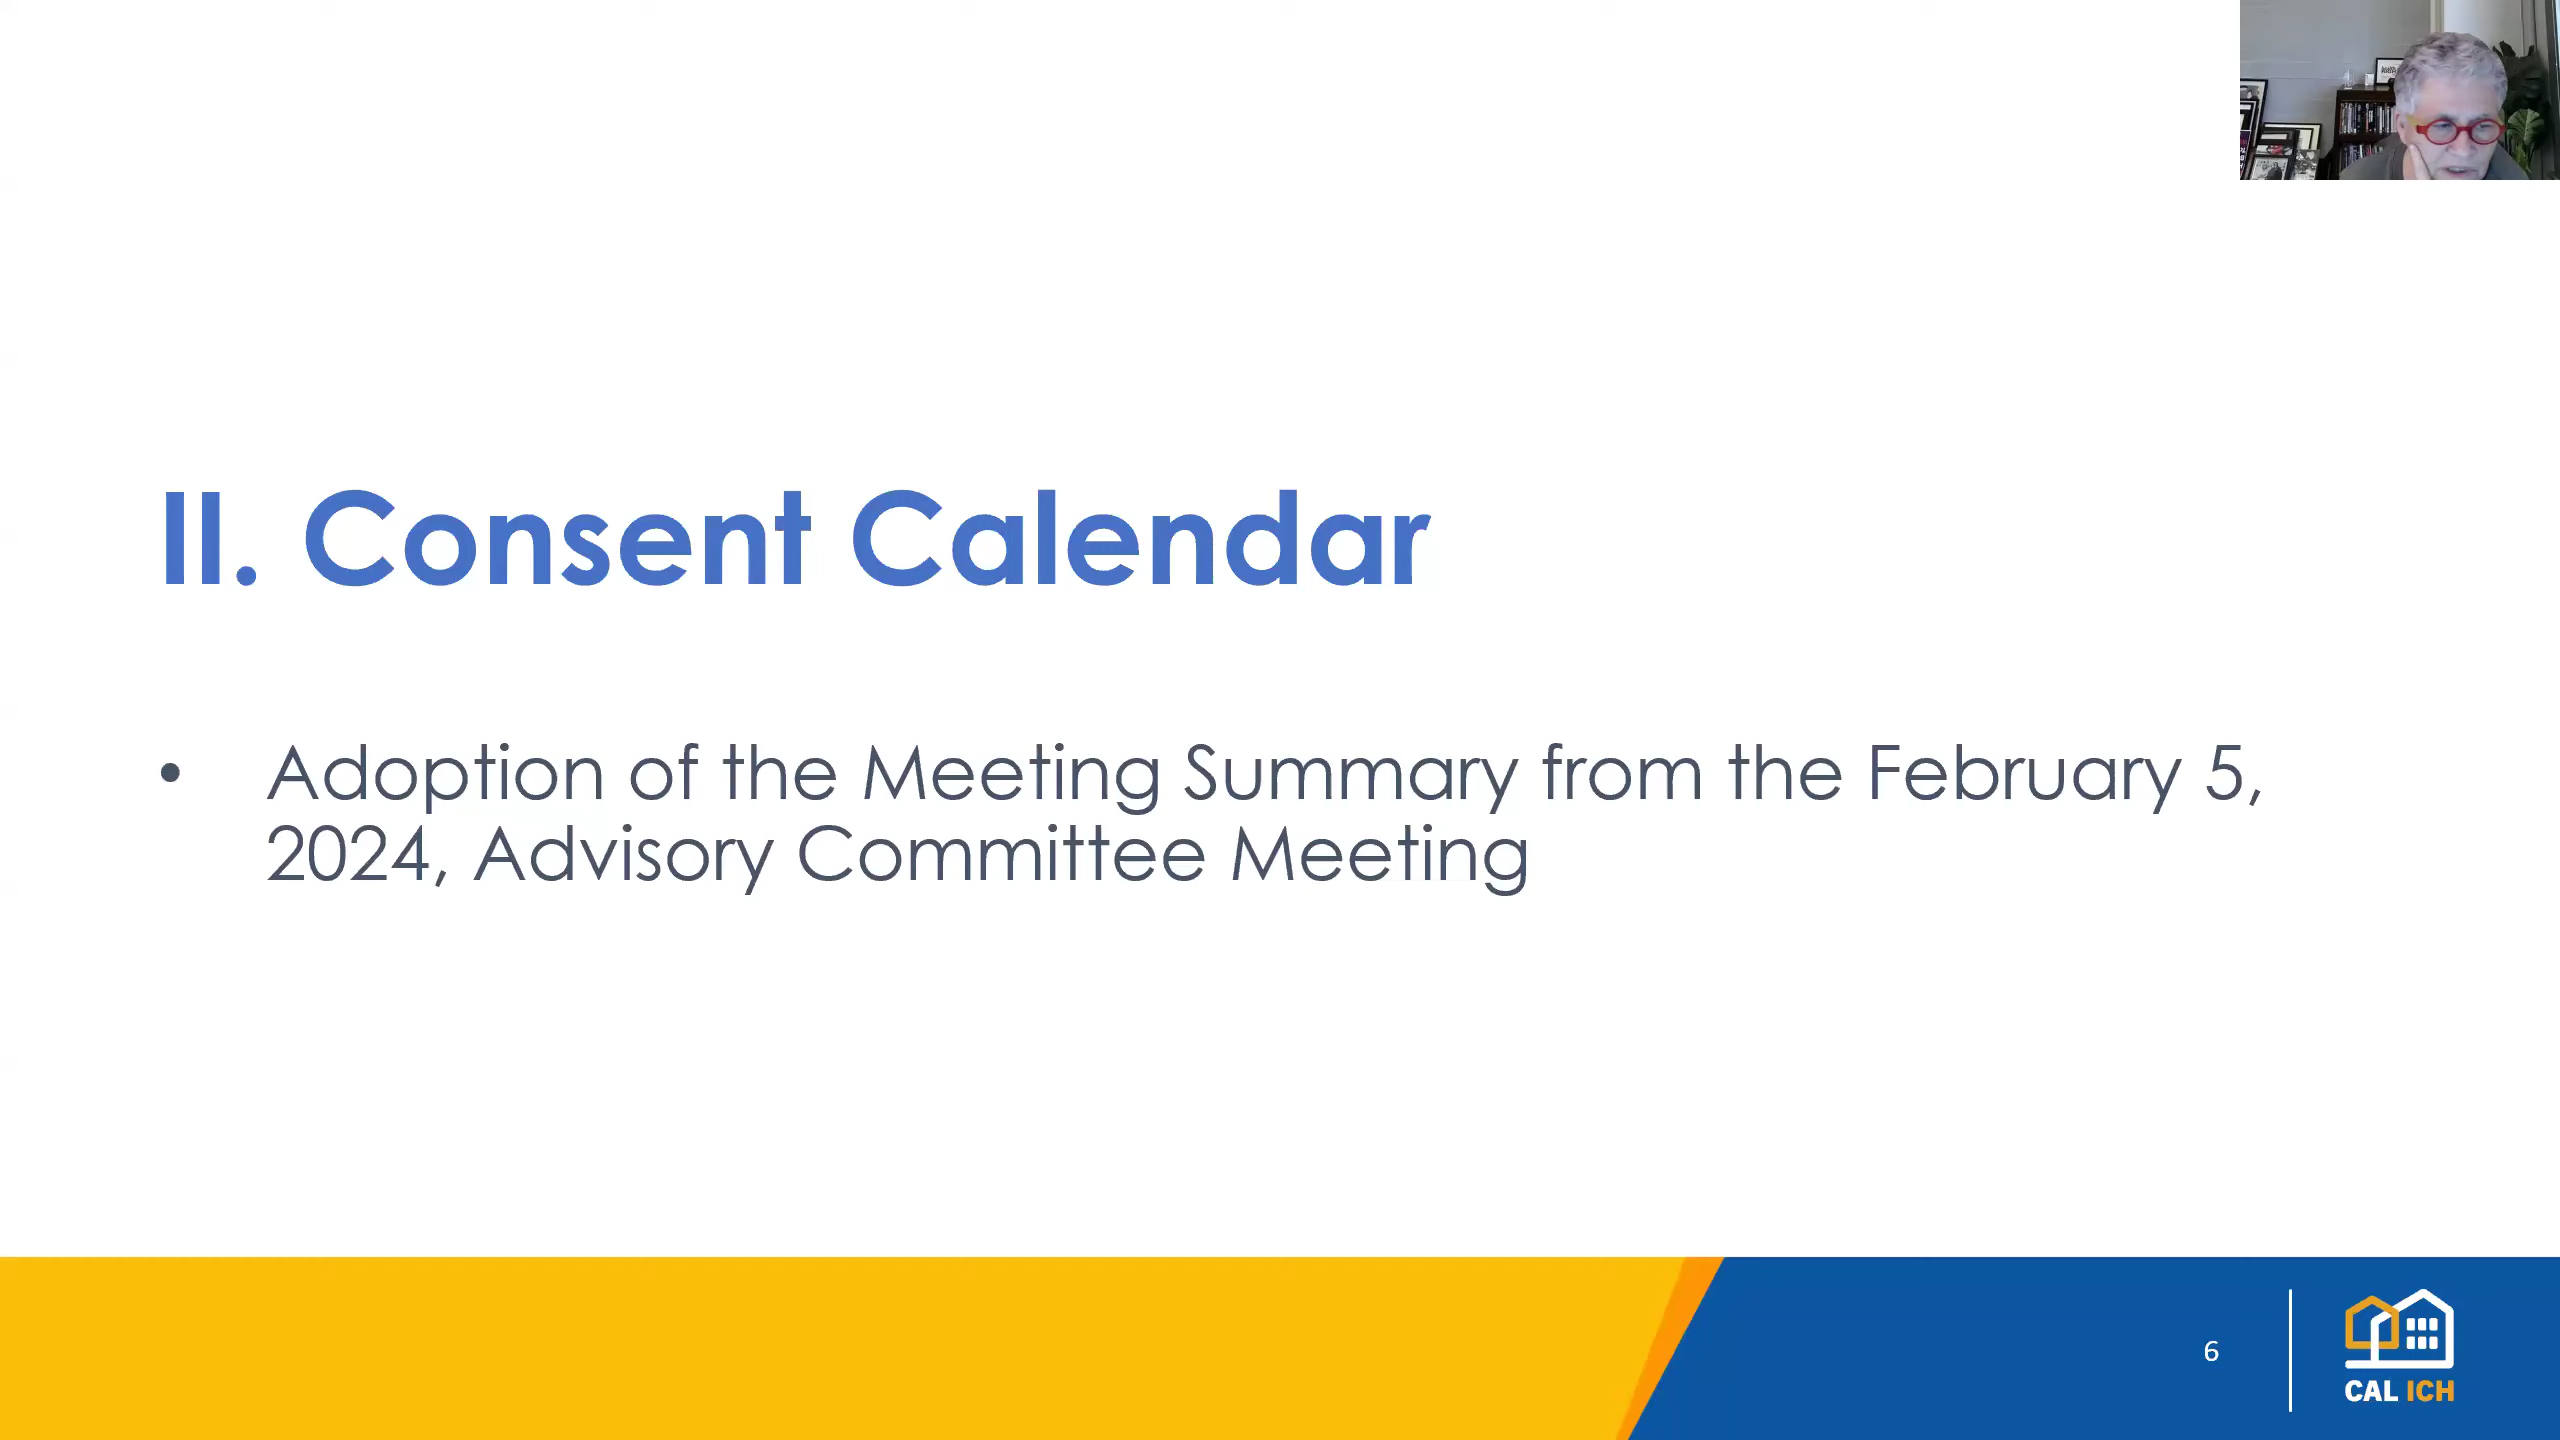 II. Consent Calendar
• Adoption of the Meeting Summary from the February 5,
2024, Advisory Committee Meeting
6
CAL ICH